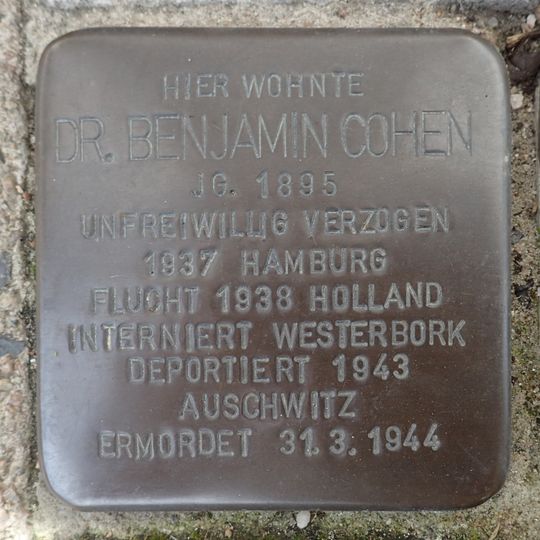 HIER WOHNTE
DR. BENJAMIN COHEN
JG. 1895
UNFREIWILLIG VERZOGEN
1937 HAMBURG
FLUCHT 1938 HOLLAND
INTERNIERT WESTERBORK
DEPORTIERT 1943
AUSCHWITZ
ERMORDET 31.3.1944